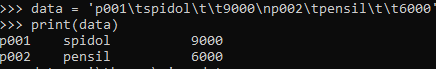 >>> data = 'p001\tspidol\t\t9000\np002\tpensil\t\t6000'
>>> print(data)
p001    spidol          9000
p002    pensil          6000